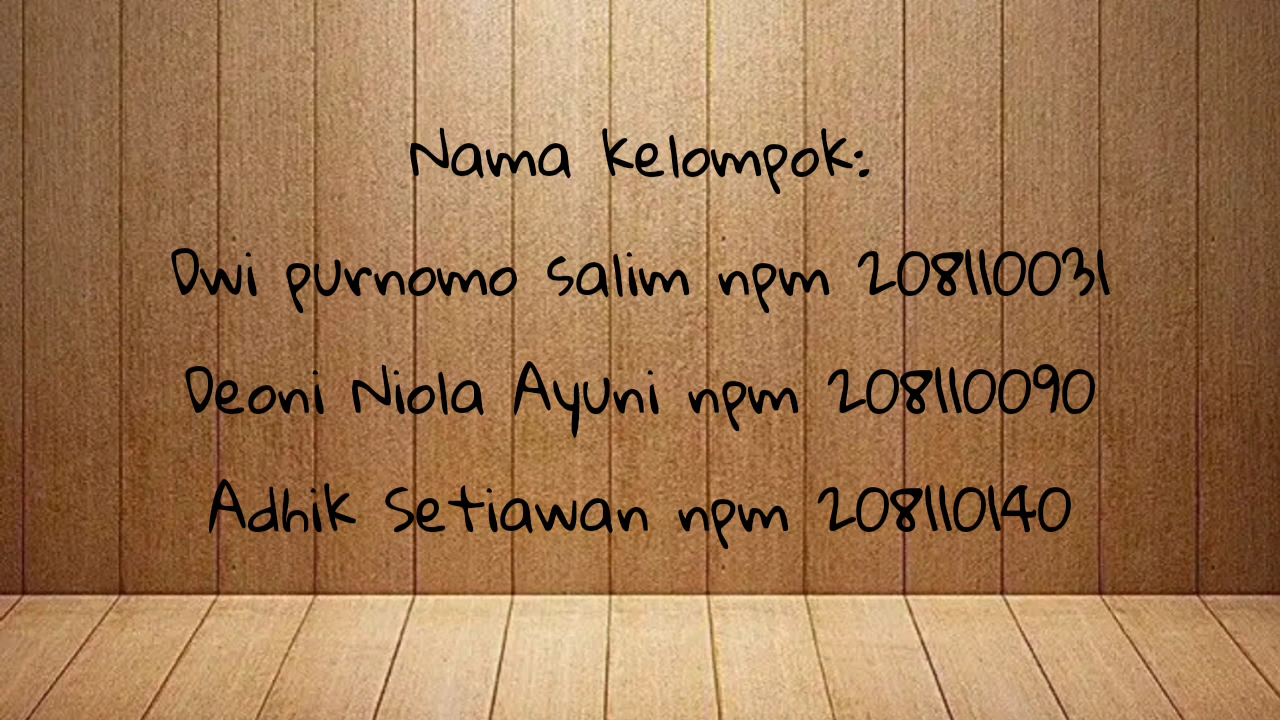 Nama kelompok:
Dwi purnomo salim npm 208110031
Deoni Niola Ayuni npm 208110090
Adhik Setiawan npm 208110140